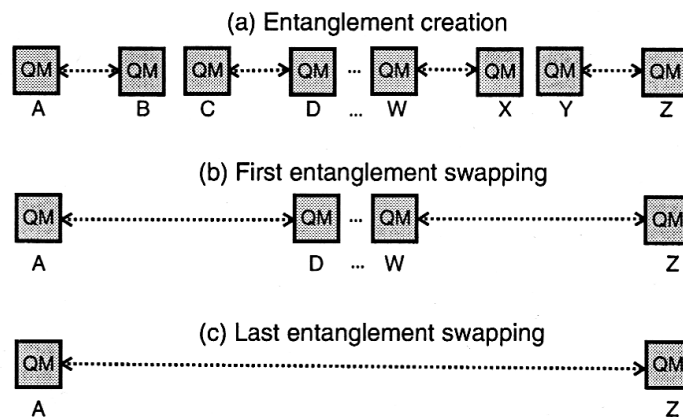 (a) Entanglement creation
QM QM QM QM ... QM QM QM QM
A B C D ... W X Y Z
(b) First entanglement swapping
QM QM ... QM QM
A D ... W Z
(c) Last entanglement swapping
QM QM
A Z